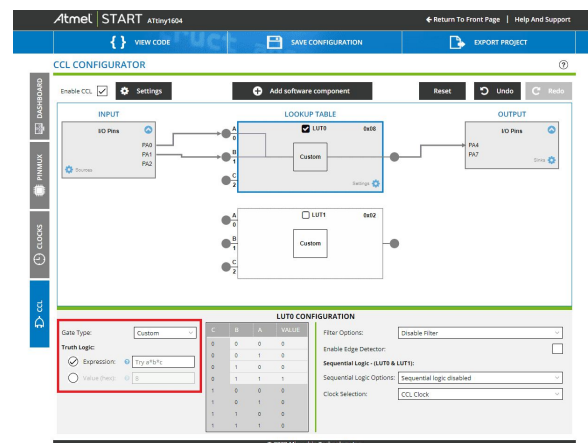 Atmel START ATtiny1604
Return To Front Page | Help And Support
{ } VIEW CODE
SAVE CONFIGURATION
EXPORT PROJECT
CCL CONFIGURATOR
DASHBOARD
PINMUX
CLOCKS
CCL
Enable CCL
Settings
Add software component
Reset
Undo
Redo
INPUT
LOOKUP TABLE
OUTPUT
I/O Pins
PA0
PA1
PA2
Sources
A
0
B
1
C
2
LUT0 0x08
Custom
Settings
I/O Pins
PA4
PA7
Sinks
A
0
B
1
C
2
LUT1 0x02
Custom
LUT0 CONFIGURATION
Gate Type: Custom
Truth Logic:
Expression: Try a*b*c
Value (hex): 8
C B A VALUE
0 0 0 0
0 0 1 0
0 1 0 0
0 1 1 1
1 0 0 0
1 0 1 0
1 1 0 0
1 1 1 1
Filter Options: Disable Filter
Enable Edge Detector:
Sequential Logic - (LUT0 & LUT1):
Sequential Logic Options: Sequential logic disabled
Clock Selection: CCL Clock